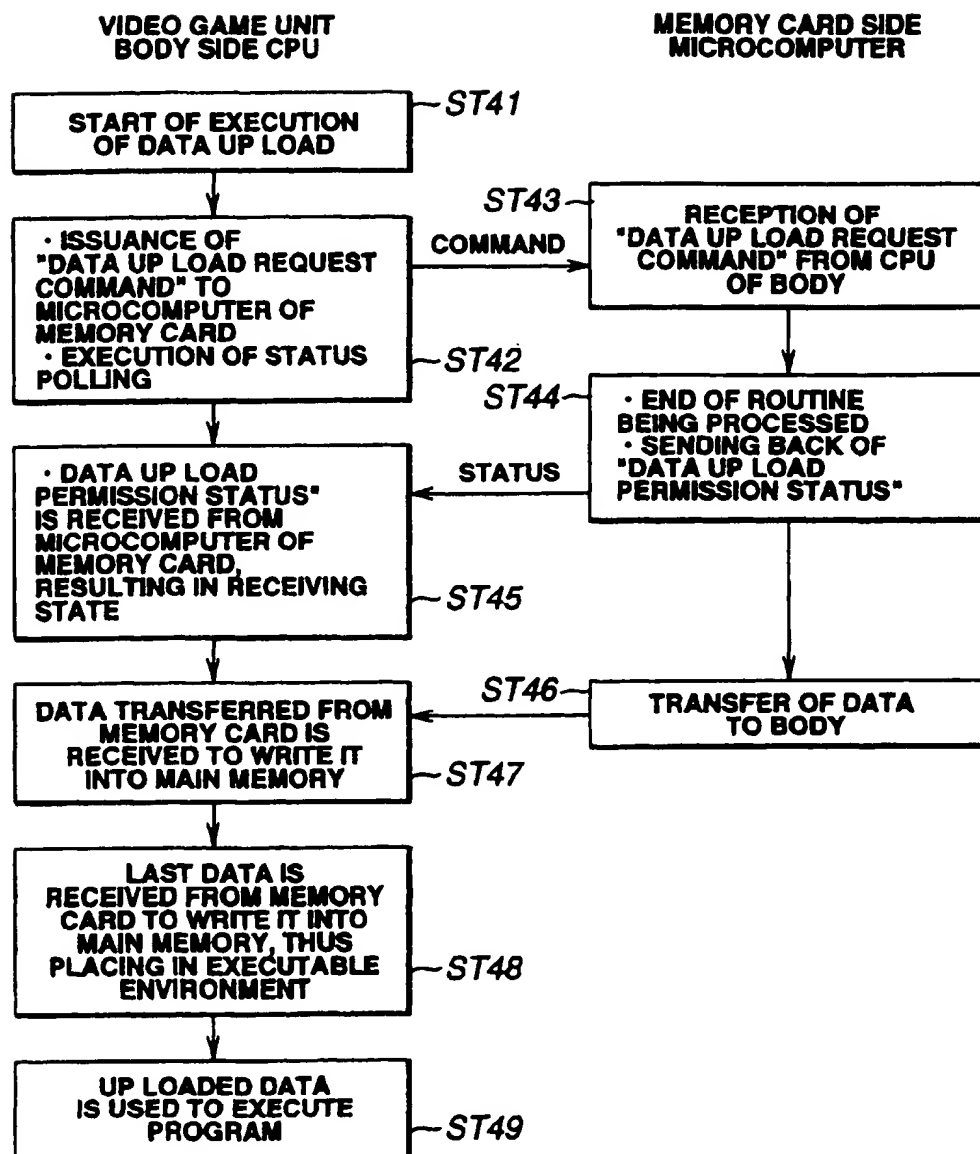 VIDEO GAME UNIT
BODY SIDE CPU
MEMORY CARD SIDE
MICROCOMPUTER
START OF EXECUTION
OF DATA UP LOAD
ST41
· ISSUANCE OF
"DATA UP LOAD REQUEST
COMMAND" TO
MICROCOMPUTER OF
MEMORY CARD
· EXECUTION OF STATUS
POLLING
ST42
COMMAND
ST43
RECEPTION OF
"DATA UP LOAD REQUEST
COMMAND" FROM CPU
OF BODY
ST44
· END OF ROUTINE
BEING PROCESSED
· SENDING BACK OF
"DATA UP LOAD
PERMISSION STATUS"
STATUS
· DATA UP LOAD
PERMISSION STATUS"
IS RECEIVED FROM
MICROCOMPUTER OF
MEMORY CARD,
RESULTING IN RECEIVING
STATE
ST45
ST46
TRANSFER OF DATA
TO BODY
DATA TRANSFERRED FROM
MEMORY CARD IS
RECEIVED TO WRITE IT
INTO MAIN MEMORY
ST47
LAST DATA IS
RECEIVED FROM MEMORY
CARD TO WRITE IT INTO
MAIN MEMORY, THUS
PLACING IN EXECUTABLE
ENVIRONMENT
ST48
UP LOADED DATA
IS USED TO EXECUTE
PROGRAM
ST49